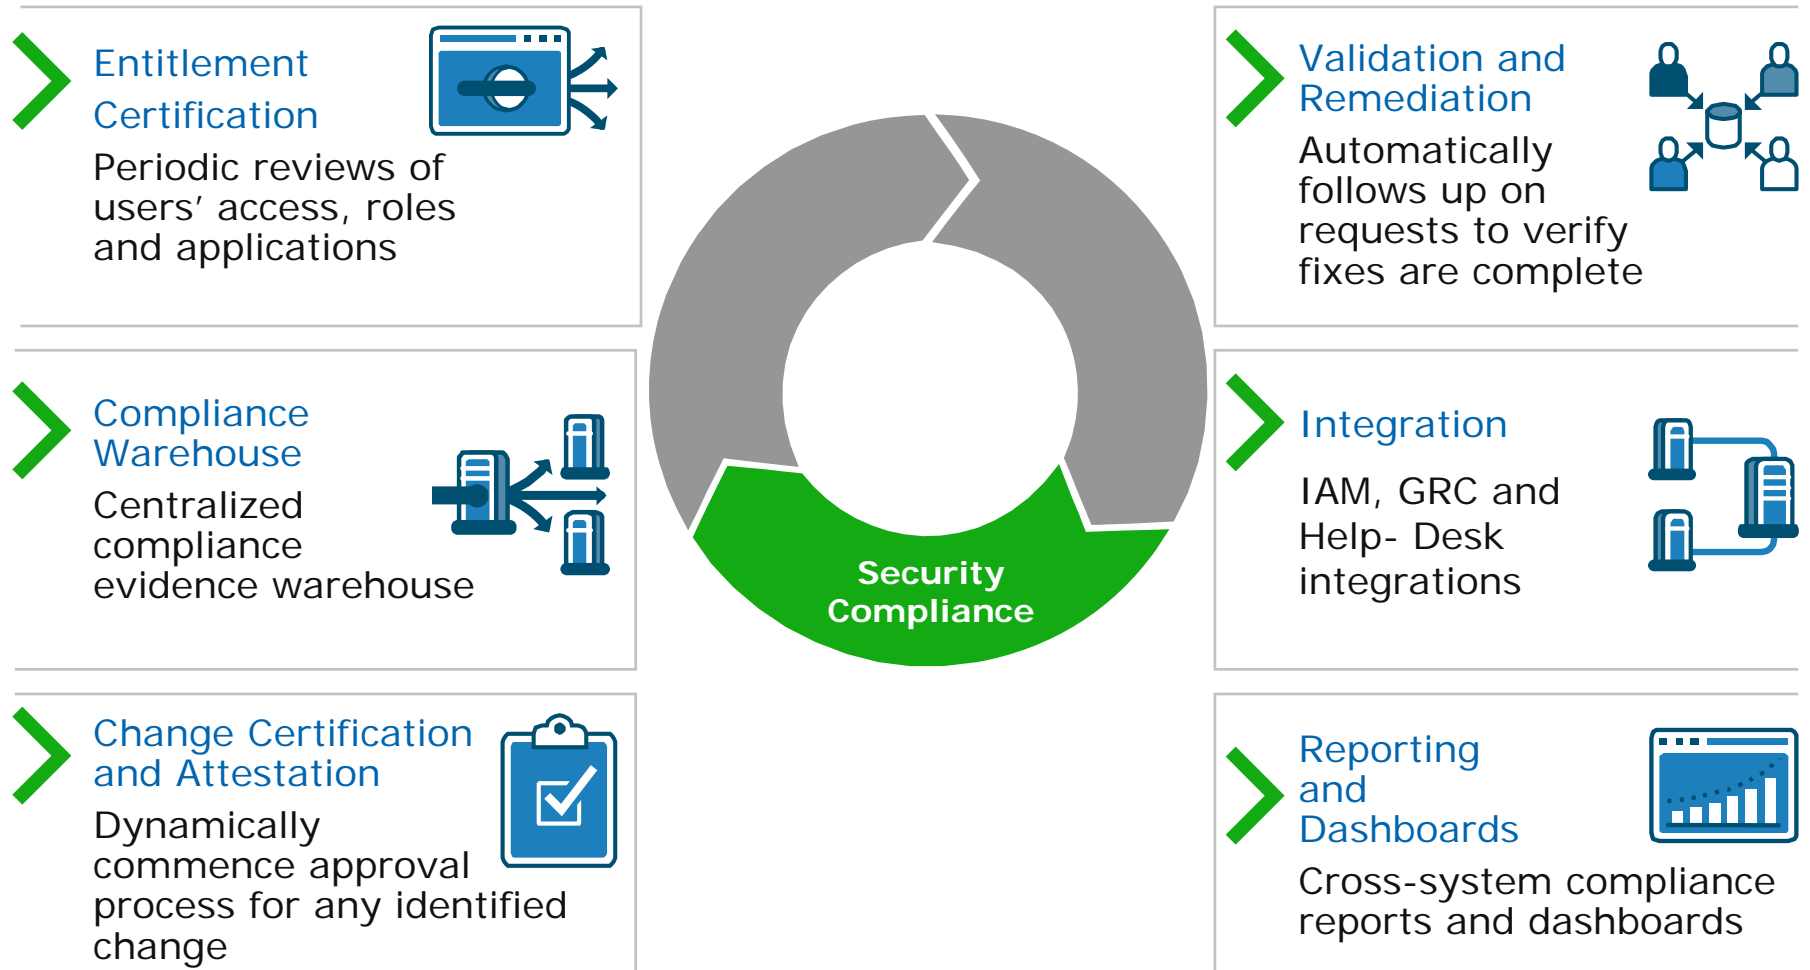 Entitlement
Certification
Periodic reviews of
users’ access, roles
and applications
Compliance
Warehouse
Centralized
compliance
evidence warehouse
Change Certification
and Attestation
Dynamically
commence approval
process for any identified
change
Security
Compliance
Validation and
Remediation
Automatically
follows up on
requests to verify
fixes are complete
Integration
IAM, GRC and
Help- Desk
integrations
Reporting
and
Dashboards
Cross-system compliance
reports and dashboards